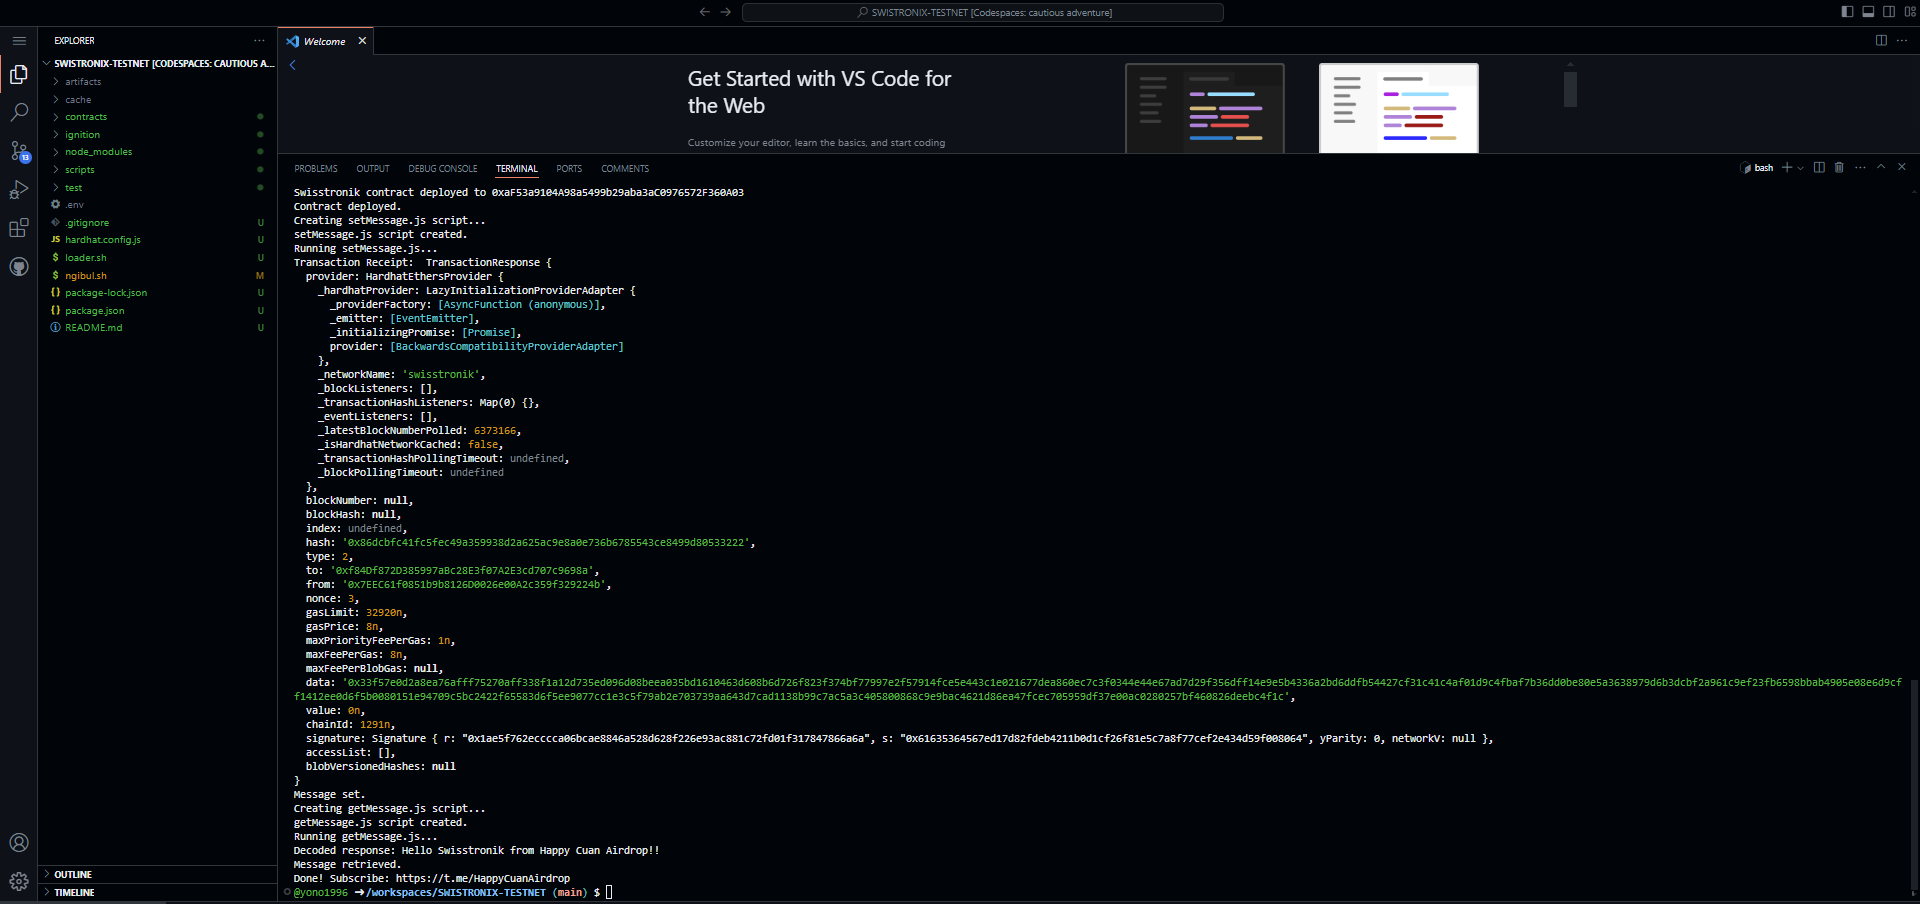 SWISTRONIX-TESTNET [Codespaces: cautious adventure]
EXPLORER
Welcome
SWISTRONIX-TESTNET [CODESPACES: CAUTIOUS A...
artifacts
cache
contracts
ignition
node_modules
scripts
test
.env
.gitignore U
JS hardhat.config.js U
$ loader.sh U
$ ngibul.sh M
{} package-lock.json U
{} package.json U
README.md U
13
OUTLINE
TIMELINE
Get Started with VS Code for
the Web
Customize your editor, learn the basics, and start coding
PROBLEMS OUTPUT DEBUG CONSOLE TERMINAL PORTS COMMENTS
bash
Swisstronik contract deployed to 0xaF53a9104A98a5499b29aba3aC0976572F360A03
Contract deployed.
Creating setMessage.js script...
setMessage.js script created.
Running setMessage.js...
Transaction Receipt:  TransactionResponse {
provider: HardhatEthersProvider {
_hardhatProvider: LazyInitializationProviderAdapter {
_providerFactory: [AsyncFunction (anonymous)],
_emitter: [EventEmitter],
_initializingPromise: [Promise],
provider: [BackwardsCompatibilityProviderAdapter]
},
_networkName: 'swisstronik',
_blockListeners: [],
_transactionHashListeners: Map(0) {},
_eventListeners: [],
_latestBlockNumberPolled: 6373166,
_isHardhatNetworkCached: false,
_transactionHashPollingTimeout: undefined,
_blockPollingTimeout: undefined
},
blockNumber: null,
blockHash: null,
index: undefined,
hash: '0x86dcbfc41fc5fec49a359938d2a625ac9e8a0e736b6785543ce8499d80533222',
type: 2,
to: '0xf84Df872D385997aBc28E3f07A2E3cd707c9698a',
from: '0x7EEC61f0851b9b8126D0026e00A2c359f329224b',
nonce: 3,
gasLimit: 32920n,
gasPrice: 8n,
maxPriorityFeePerGas: 1n,
maxFeePerGas: 8n,
maxFeePerBlobGas: null,
data: '0x33f57e0d2a8ea76afff75270aff338f1a12d735ed096d08beea035bd1610463d608b6d726f823f374bf77997e2f57914fce5e443c1e021677dea860ec7c3f0344e44e67ad7d29f356dff14e9e5b4336a2bd6ddfb54427cf31c41c4af01d9c4fbaf7b36dd0be80e5a3638979d6b3dcbf2a961c9ef23fb6598bbab4905e08e6d9cf
f1412ee0d6f5b0080151e94709c5bc2422f65583d6f5ee9077cc1e3c5f79ab2e703739aa643d7cad1138b99c7ac5a3c405800868c9e9bac4621d86ea47fcec705959df37e00ac0280257bf460826deebc4f1c',
value: 0n,
chainId: 1291n,
signature: Signature { r: "0x1ae5f762ecccca06bcae8846a528d628f226e93ac881c72fd01f317847866a6a", s: "0x61635364567ed17d82fdeb4211b0d1cf26f81e5c7a8f77cef2e434d59f008064", yParity: 0, networkV: null },
accessList: [],
blobVersionedHashes: null
}
Message set.
Creating getMessage.js script...
getMessage.js script created.
Running getMessage.js...
Decoded response: Hello Swisstronik from Happy Cuan Airdrop!!
Message retrieved.
Done! Subscribe: https://t.me/HappyCuanAirdrop
@yono1996 ➜ /workspaces/SWISTRONIX-TESTNET (main) $